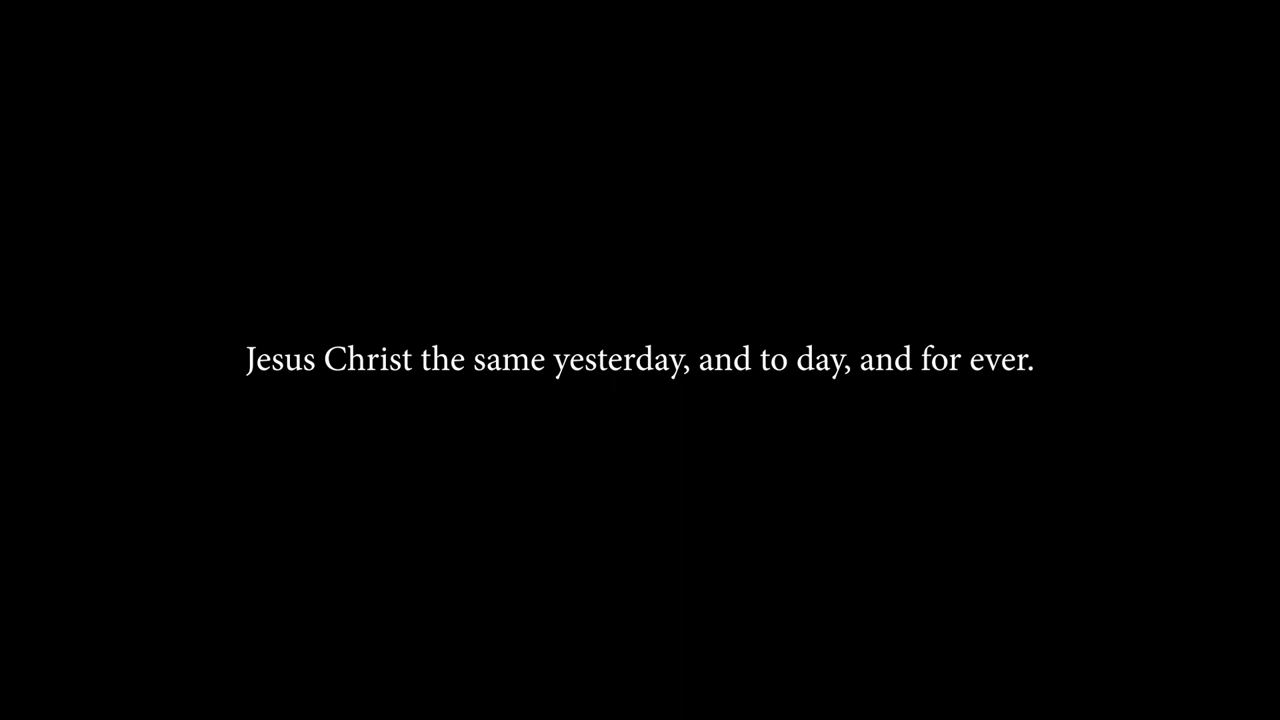 Jesus Christ the same yesterday, and to day, and for ever.